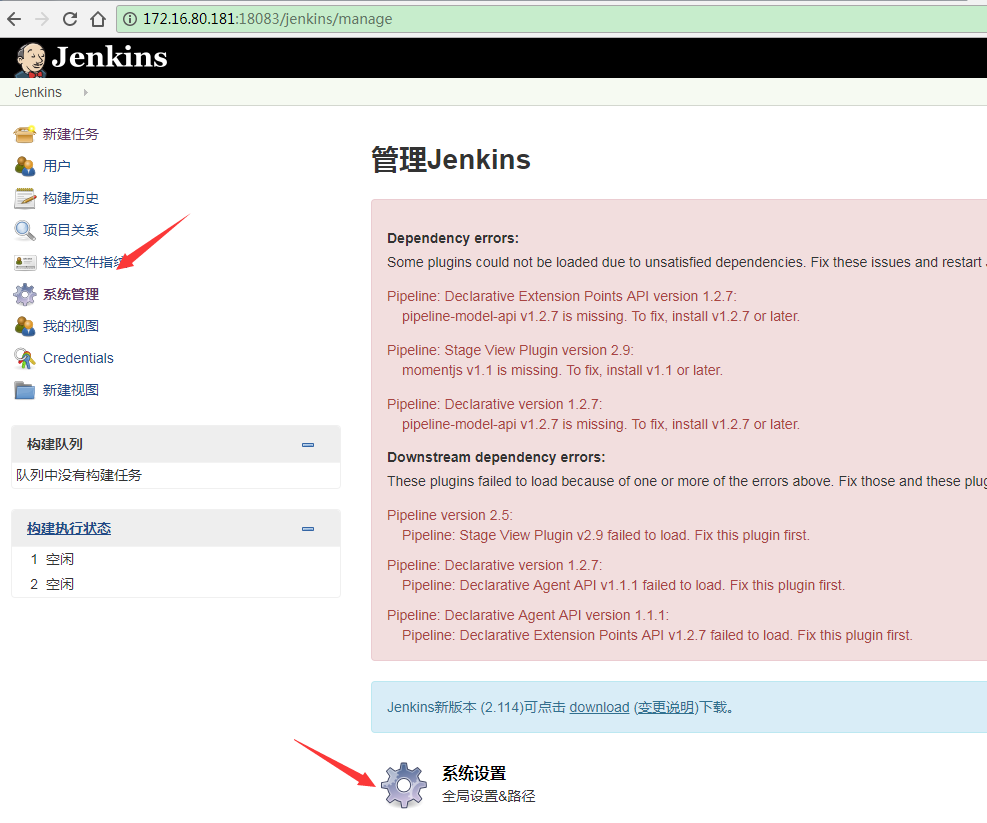 172.16.80.181:18083/jenkins/manage
Jenkins
Jenkins
新建任务
用户
构建历史
项目关系
检查文件指纹
系统管理
我的视图
Credentials
新建视图
构建队列
队列中没有构建任务
构建执行状态
1 空闲
2 空闲
管理Jenkins
Dependency errors:
Some plugins could not be loaded due to unsatisfied dependencies. Fix these issues and restart
Pipeline: Declarative Extension Points API version 1.2.7:
pipeline-model-api v1.2.7 is missing. To fix, install v1.2.7 or later.
Pipeline: Stage View Plugin version 2.9:
momentjs v1.1 is missing. To fix, install v1.1 or later.
Pipeline: Declarative version 1.2.7:
pipeline-model-api v1.2.7 is missing. To fix, install v1.2.7 or later.
Downstream dependency errors:
These plugins failed to load because of one or more of the errors above. Fix those and these
Pipeline version 2.5:
Pipeline: Stage View Plugin v2.9 failed to load. Fix this plugin first.
Pipeline: Declarative version 1.2.7:
Pipeline: Declarative Agent API v1.1.1 failed to load. Fix this plugin first.
Pipeline: Declarative Agent API version 1.1.1:
Pipeline: Declarative Extension Points API v1.2.7 failed to load. Fix this plugin first.
Jenkins新版本 (2.114)可点击 download (变更说明)下载。
系统设置
全局设置&路径